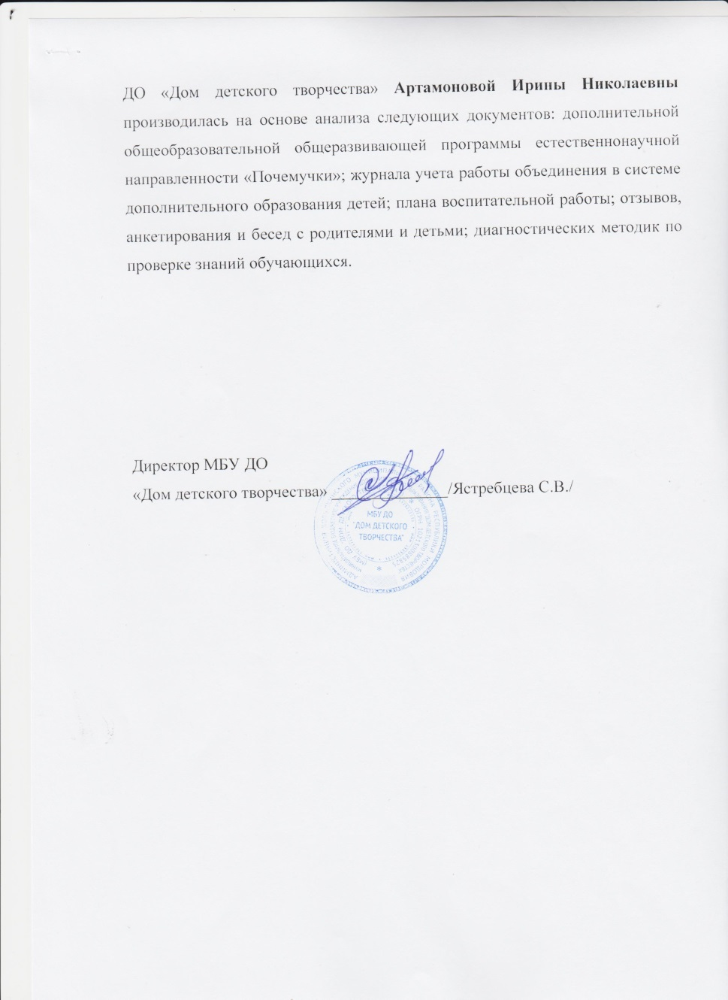 ДО «Дом детского творчества» Артамоновой Ирины Николаевны
производилась на основе анализа следующих документов: дополнительной
общеобразовательной общеразвивающей программы естественнонаучной
направленности «Почемучки»; журнала учета работы объединения в системе
дополнительного образования детей; плана воспитательной работы; отзывов,
анкетирования и бесед с родителями и детьми; диагностических методик по
проверке знаний обучающихся.
Директор МБУ ДО
«Дом детского творчества» ______________/Ястребцева С.В./
МБУ ДО
"ДОМ ДЕТСКОГО
ТВОРЧЕСТВА"